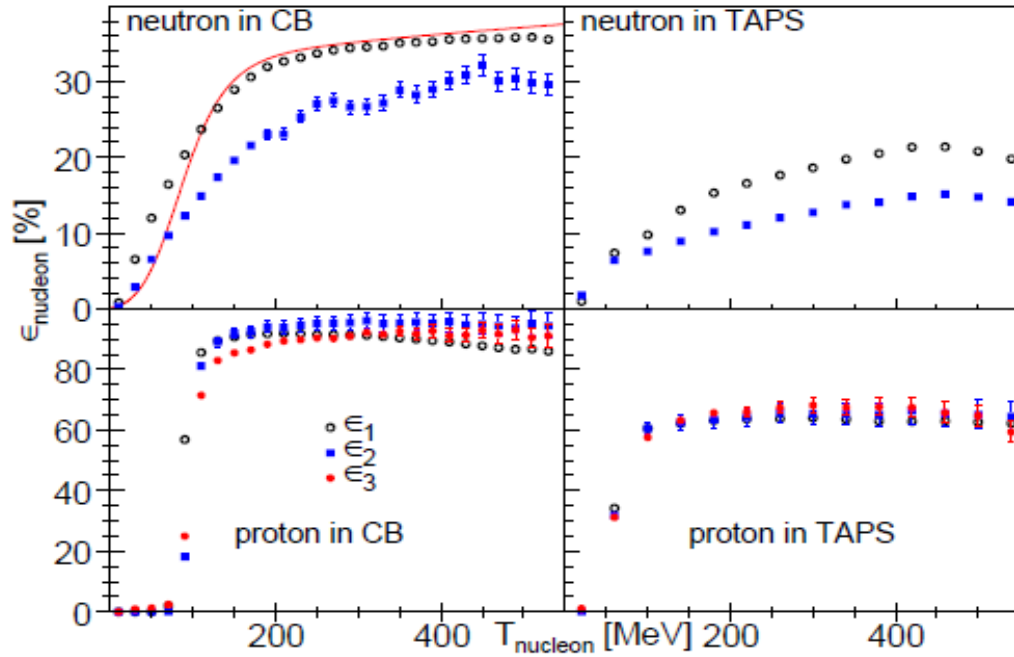 neutron in CB
neutron in TAPS
30
20
10
0
ϵnucleon [%]
80
60
40
20
0
ϵ1
ϵ2
ϵ3
proton in CB
proton in TAPS
200
400
Tnucleon [MeV]
200
400